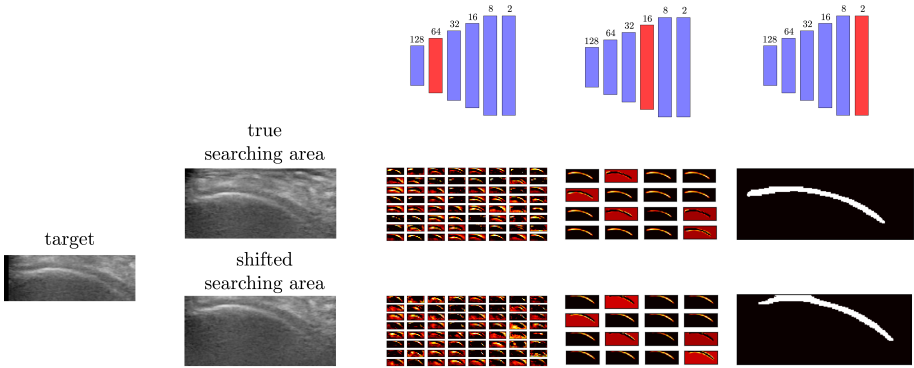 128 64 32 16 8 2
128 64 32 16 8 2
128 64 32 16 8 2
true
searching area
target
shifted
searching area